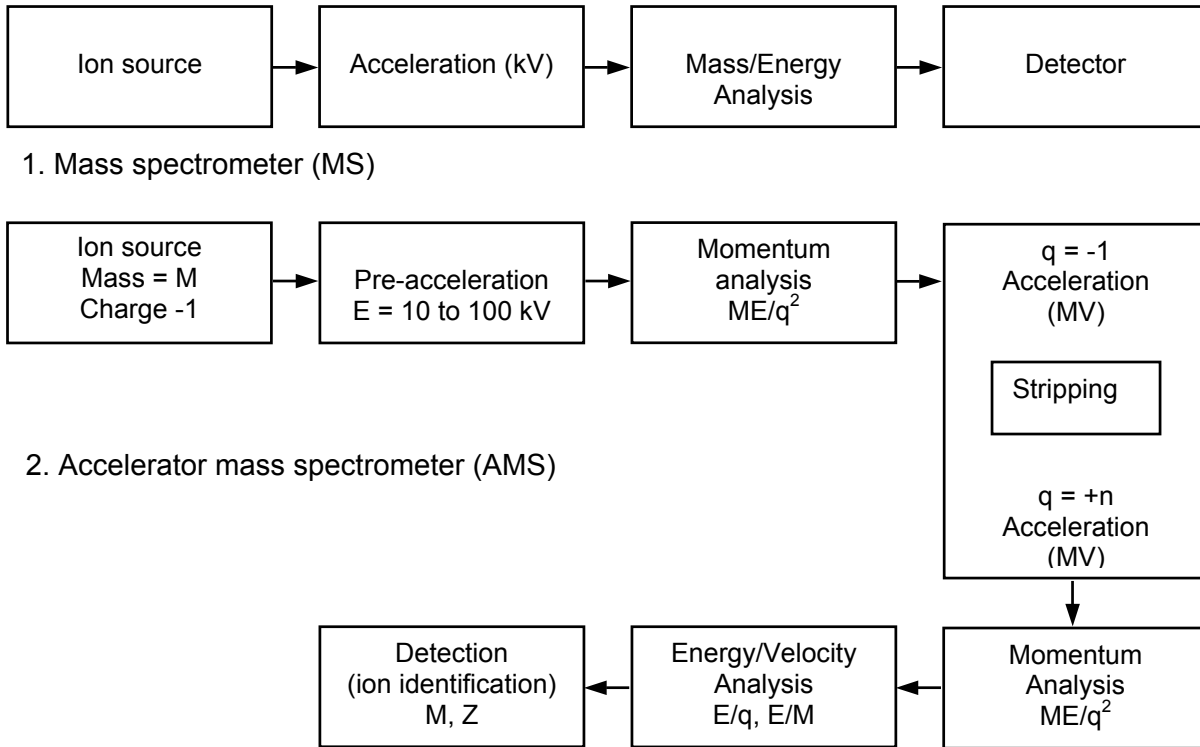 Ion source
Acceleration (kV)
Mass/Energy
Analysis
Detector
1. Mass spectrometer (MS)
Ion source
Mass = M
Charge -1
Pre-acceleration
E = 10 to 100 kV
Momentum
analysis
ME/q²
q = -1
Acceleration
(MV)
Stripping
q = +n
Acceleration
(MV)
2. Accelerator mass spectrometer (AMS)
Momentum
Analysis
ME/q²
Energy/Velocity
Analysis
E/q, E/M
Detection
(ion identification)
M, Z